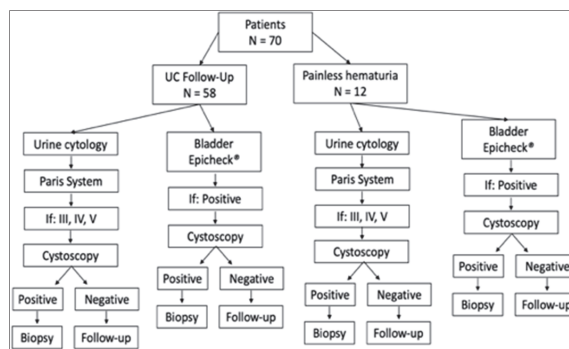 Patients
N = 70
UC Follow-Up
N = 58
Painless hematuria
N = 12
Urine cytology
Paris System
If: III, IV, V
Cystoscopy
Positive
Negative
Biopsy
Follow-up
Bladder
Epicheck®
If: Positive
Cystoscopy
Positive
Negative
Biopsy
Follow-up
Urine cytology
Paris System
If: III, IV, V
Cystoscopy
Positive
Negative
Biopsy
Follow-up
Bladder
Epicheck®
If: Positive
Cystoscopy
Positive
Negative
Biopsy
Follow-up